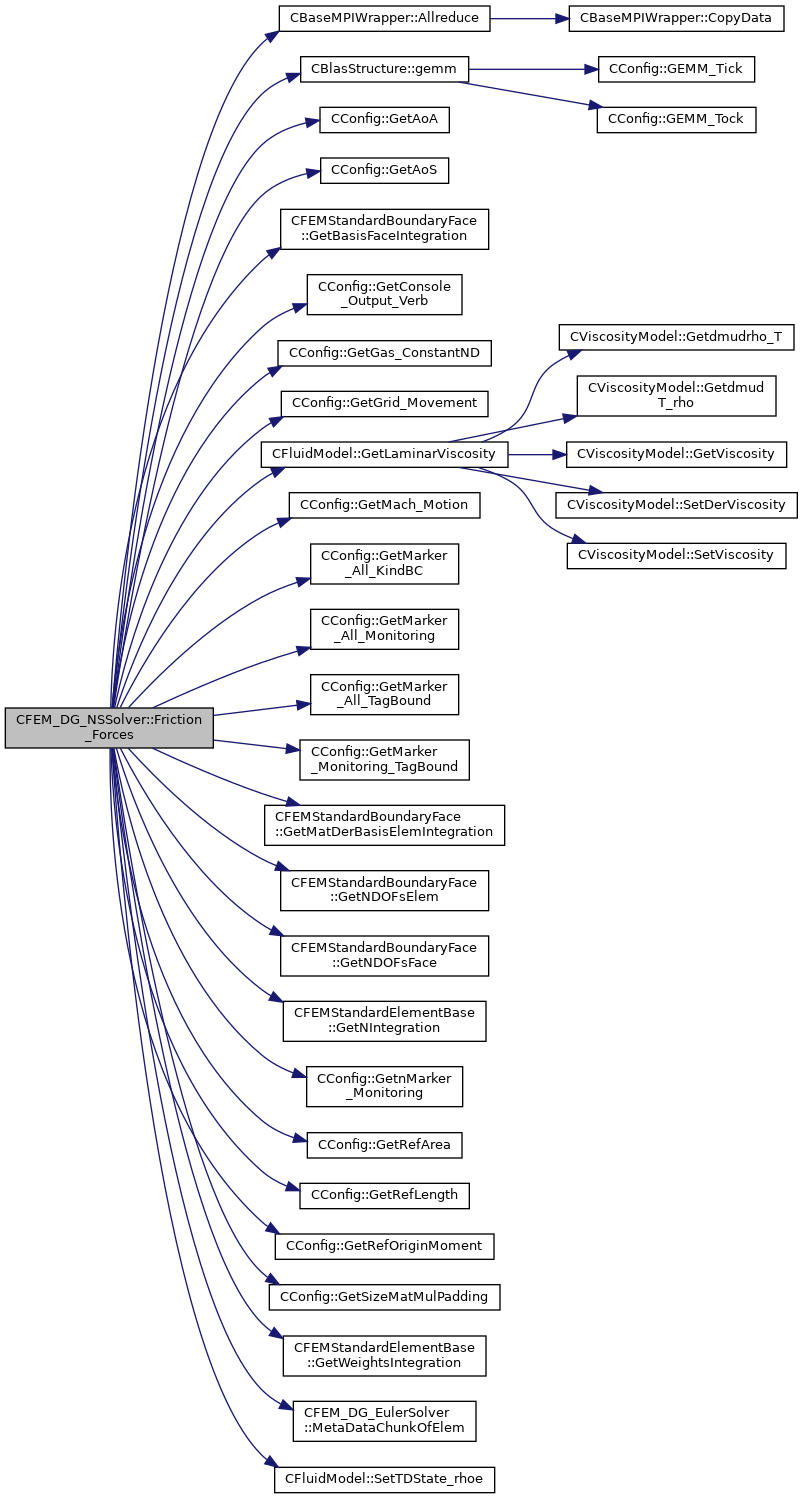 CFEM_DG_NSSolver::Friction
_Forces
CBaseMPIWrapper::Allreduce
CBaseMPIWrapper::CopyData
CBlasStructure::gemm
CConfig::GEMM_Tick
CConfig::GEMM_Tock
CConfig::GetAoA
CConfig::GetAoS
CFEMStandardBoundaryFace
::GetBasisFaceIntegration
CConfig::GetConsole
_Output_Verb
CConfig::GetGas_ConstantND
CConfig::GetGrid_Movement
CFluidModel::GetLaminarViscosity
CViscosityModel::Getdmudrho_T
CViscosityModel::Getdmud
T_rho
CViscosityModel::GetViscosity
CViscosityModel::SetDerViscosity
CViscosityModel::SetViscosity
CConfig::GetMach_Motion
CConfig::GetMarker
_All_KindBC
CConfig::GetMarker
_All_Monitoring
CConfig::GetMarker
_All_TagBound
CConfig::GetMarker
_Monitoring_TagBound
CFEMStandardBoundaryFace
::GetMatDerBasisElemIntegration
CFEMStandardBoundaryFace
::GetNDOFsElem
CFEMStandardBoundaryFace
::GetNDOFsFace
CFEMStandardElementBase
::GetNIntegration
CConfig::GetnMarker
_Monitoring
CConfig::GetRefArea
CConfig::GetRefLength
CConfig::GetRefOriginMoment
CConfig::GetSizeMatMulPadding
CFEMStandardElementBase
::GetWeightsIntegration
CFEM_DG_EulerSolver
::MetaDataChunkOfElem
CFluidModel::SetTDState_rhoe